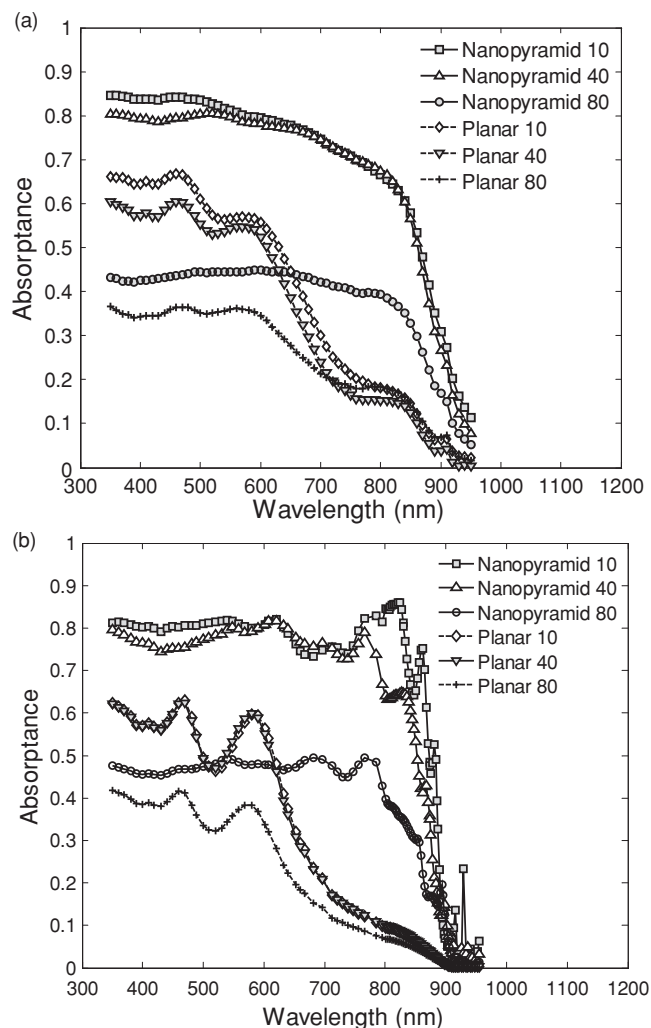 (a)
1
0.9
0.8
0.7
0.6
0.5
0.4
0.3
0.2
0.1
0
Absorptance
Nanopyramid 10
Nanopyramid 40
Nanopyramid 80
Planar 10
Planar 40
Planar 80
300 400 500 600 700 800 900 1000 1100 1200
Wavelength (nm)
(b)
1
0.9
0.8
0.7
0.6
0.5
0.4
0.3
0.2
0.1
0
Absorptance
Nanopyramid 10
Nanopyramid 40
Nanopyramid 80
Planar 10
Planar 40
Planar 80
300 400 500 600 700 800 900 1000 1100 1200
Wavelength (nm)